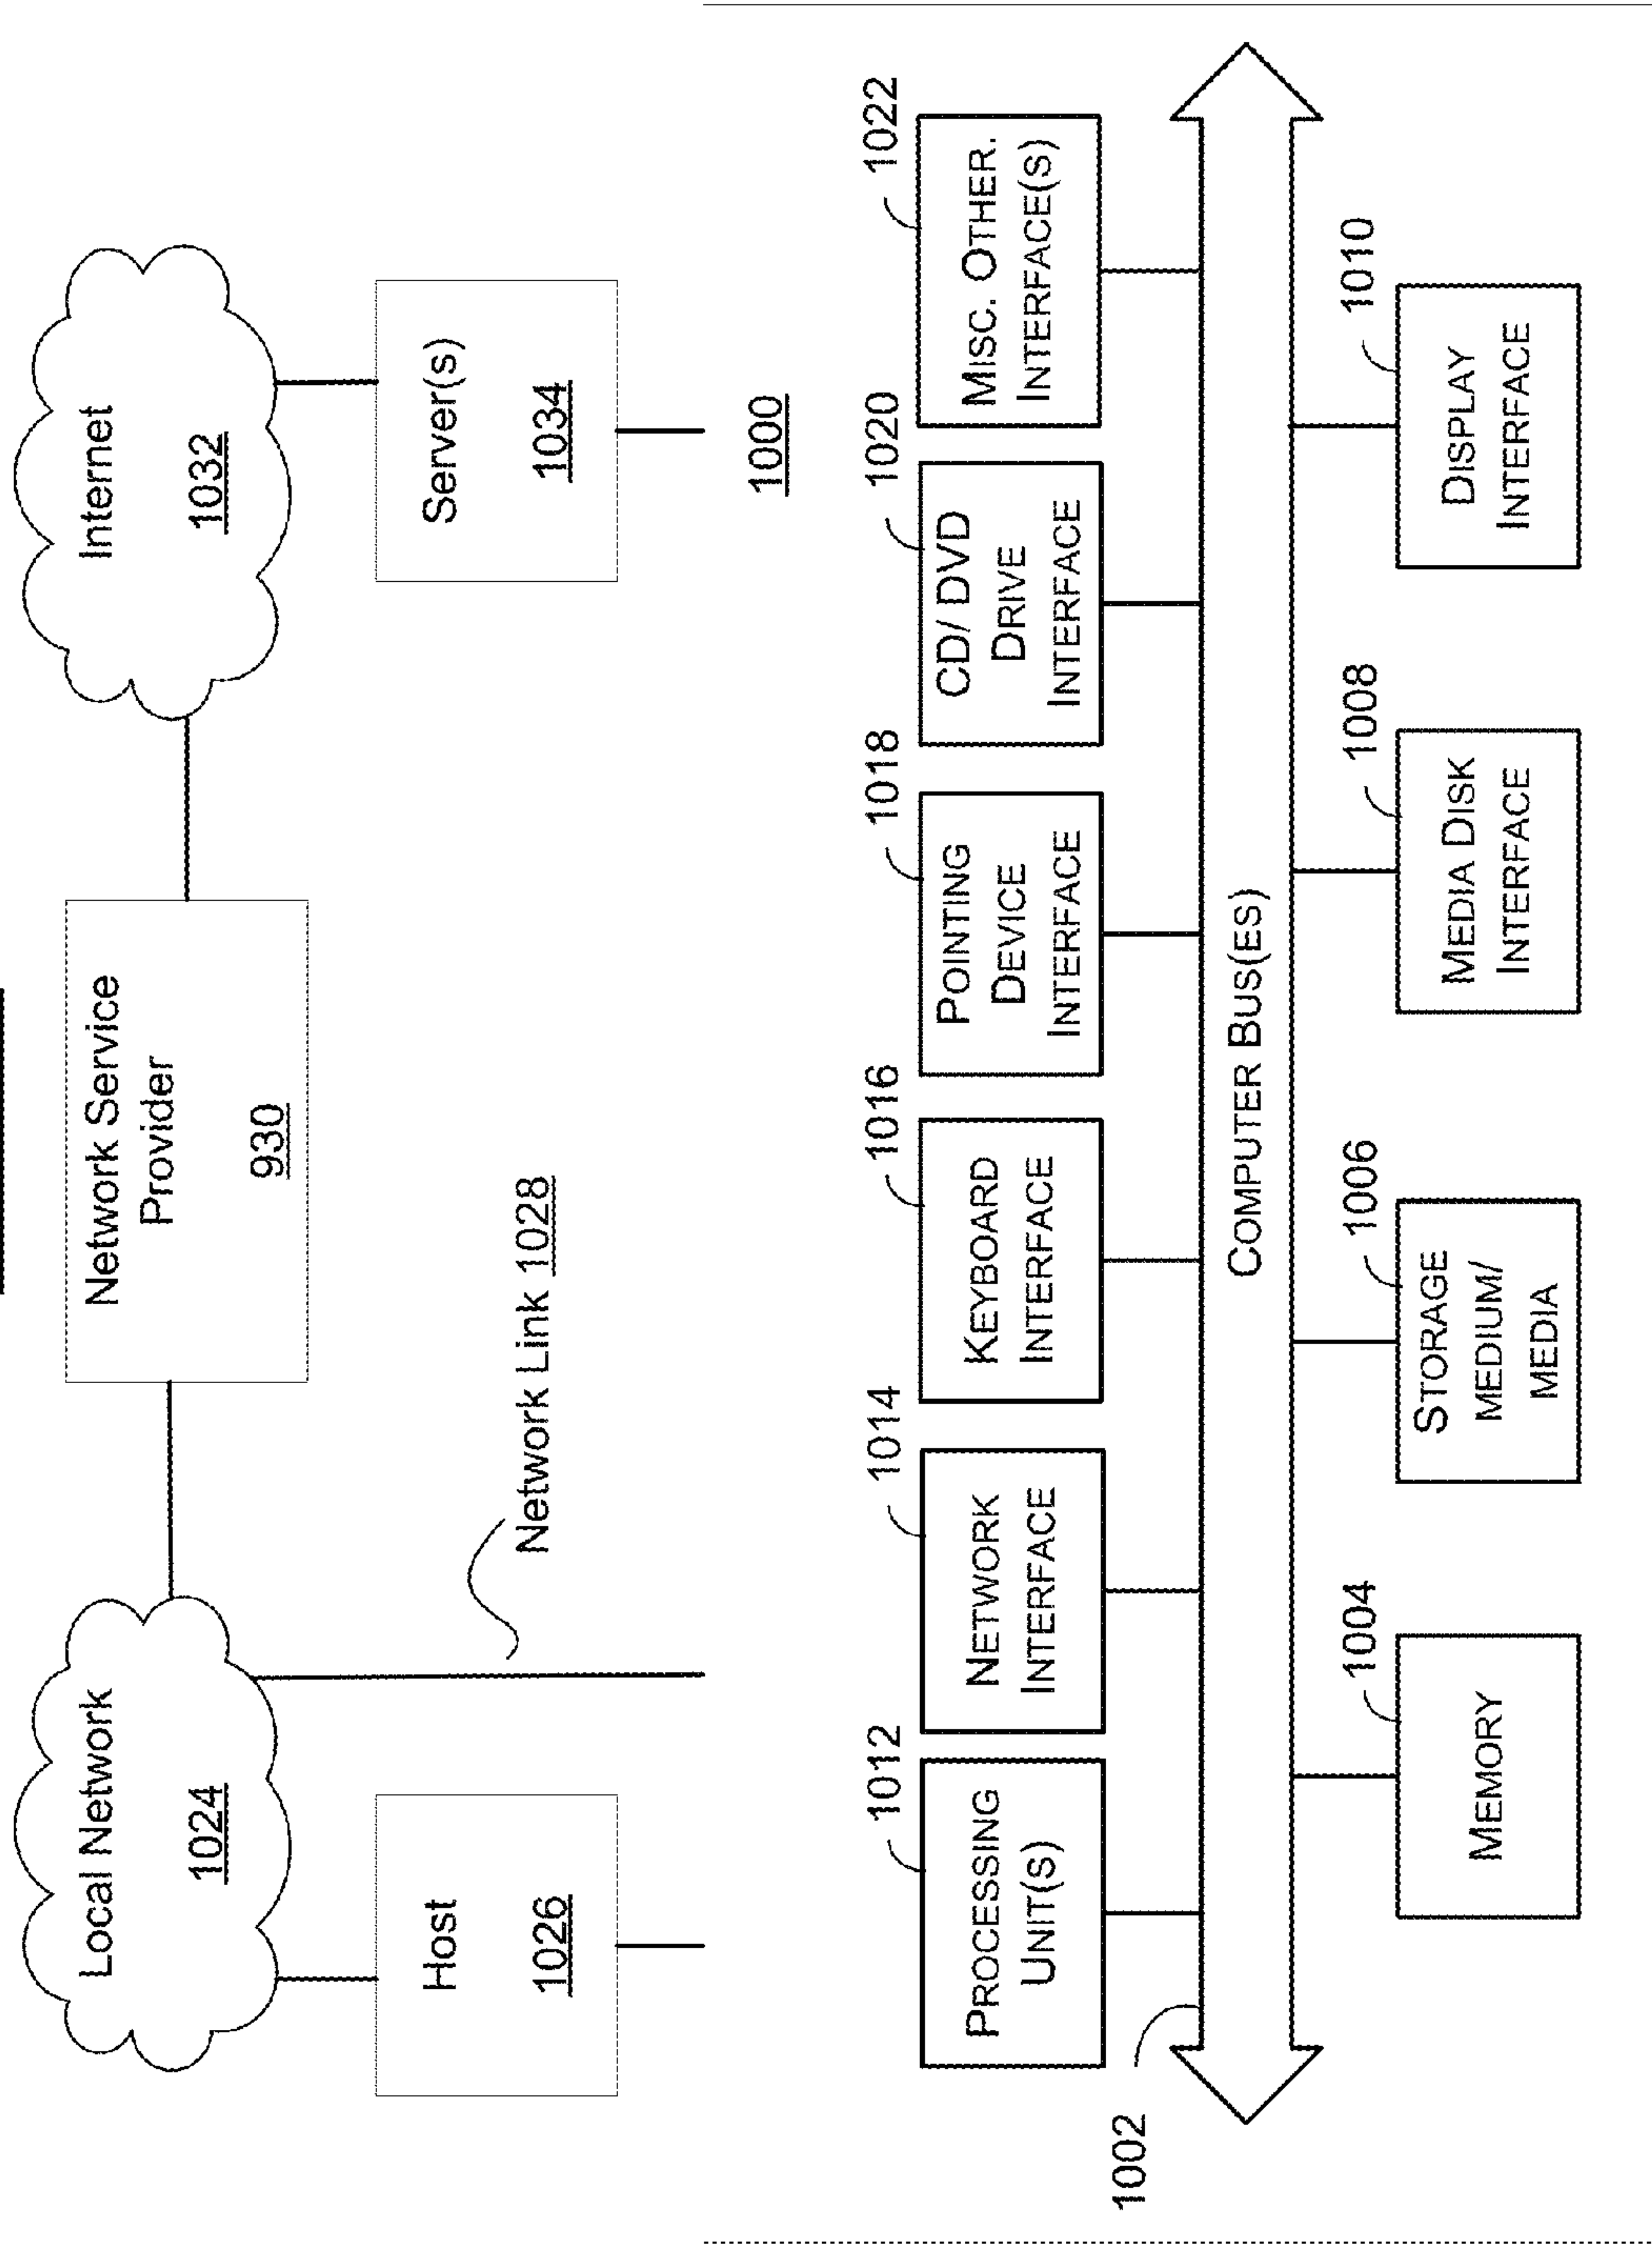 Local Network
1024
Network Service
Provider
930
Internet
1032
Host
1026
Network Link 1028
Server(s)
1034
1000
1012
1014
1016
1018
1020
1022
PROCESSING
UNIT(S)
NETWORK
INTERFACE
KEYBOARD
INTERFACE
POINTING
DEVICE
INTERFACE
CD/ DVD
DRIVE
INTERFACE
MISC. OTHER.
INTERFACE(S)
1002
COMPUTER BUS(ES)
1004
1006
1008
1010
MEMORY
STORAGE
MEDIUM/
MEDIA
MEDIA DISK
INTERFACE
DISPLAY
INTERFACE